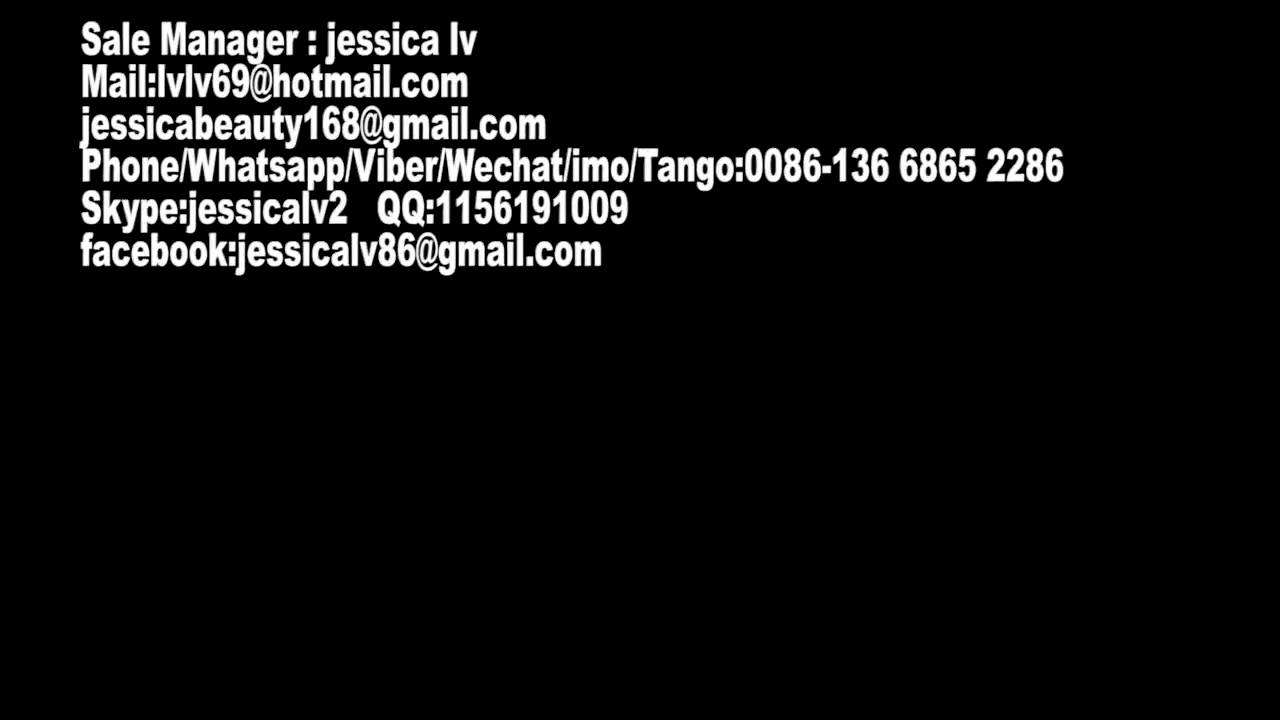 Sale Manager : jessica lv
Mail:lvlv69@hotmail.com
jessicabeauty168@gmail.com
Phone/Whatsapp/Viber/Wechat/imo/Tango:0086-136 6865 2286
Skype:jessicalv2   QQ:1156191009
facebook:jessicalv86@gmail.com